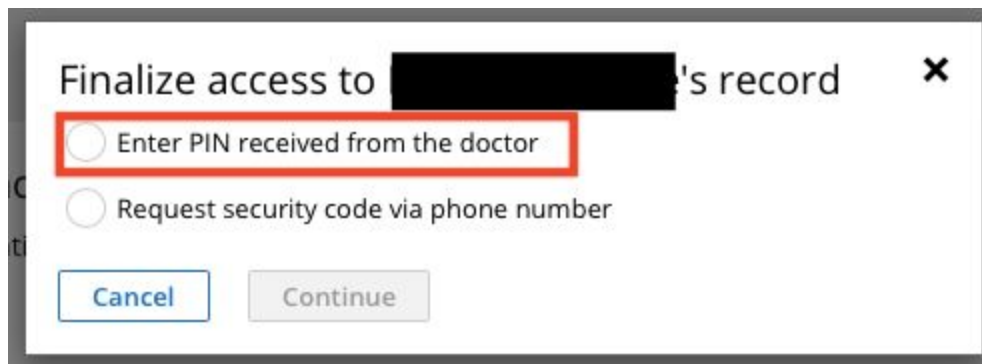 Finalize access to 's record
Enter PIN received from the doctor
Request security code via phone number
Cancel
Continue